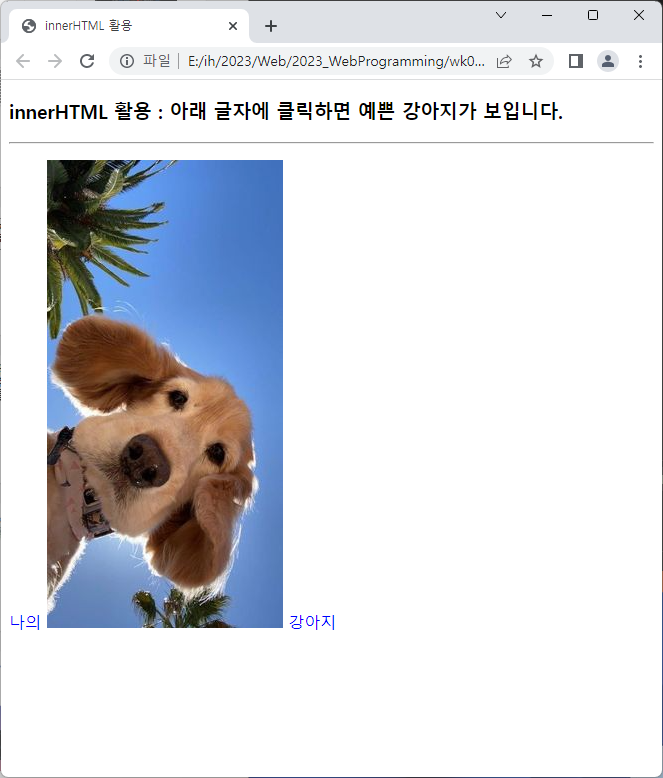 innerHTML 활용
파일 E:/ih/2023/Web/2023_WebProgramming/wk0...
innerHTML 활용 : 아래 글자에 클릭하면 예쁜 강아지가 보입니다.
나의 강아지